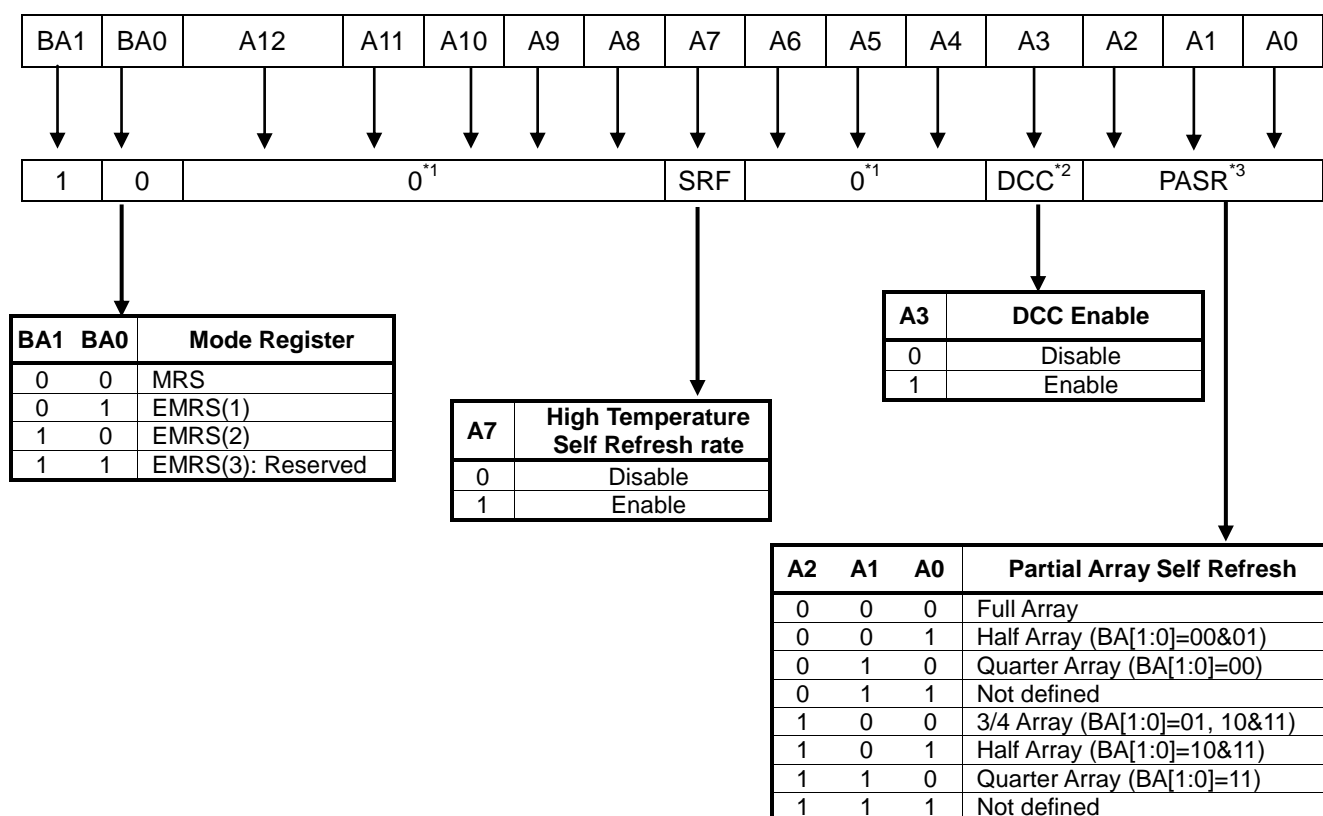 BA1 BA0 A12 A11 A10 A9 A8 A7 A6 A5 A4 A3 A2 A1 A0
1 0 0*1 SRF 0*1 DCC*2 PASR*3
BA1 BA0 Mode Register
0 0 MRS
0 1 EMRS(1)
1 0 EMRS(2)
1 1 EMRS(3): Reserved
A7 High Temperature
Self Refresh rate
0 Disable
1 Enable
A3 DCC Enable
0 Disable
1 Enable
A2 A1 A0 Partial Array Self Refresh
0 0 0 Full Array
0 0 1 Half Array (BA[1:0]=00&01)
0 1 0 Quarter Array (BA[1:0]=00)
0 1 1 Not defined
1 0 0 3/4 Array (BA[1:0]=01, 10&11)
1 0 1 Half Array (BA[1:0]=10&11)
1 1 0 Quarter Array (BA[1:0]=11)
1 1 1 Not defined